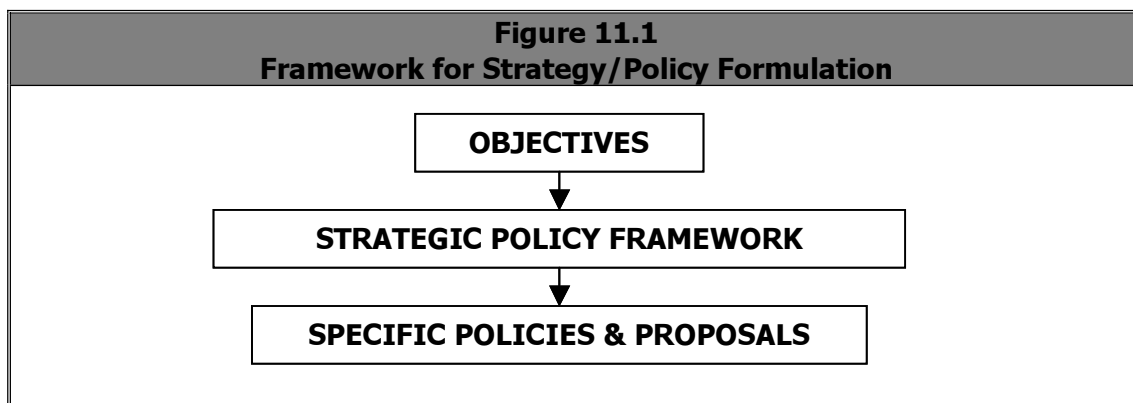 Figure 11.1
Framework for Strategy/Policy Formulation
OBJECTIVES
STRATEGIC POLICY FRAMEWORK
SPECIFIC POLICIES & PROPOSALS